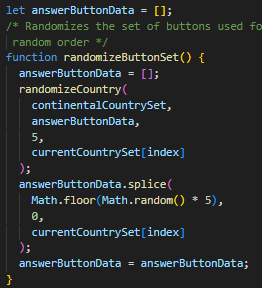 let answerButtonData = [];
/* Randomizes the set of buttons used fo
random order */
function randomizeButtonSet() {
answerButtonData = [];
randomizeCountry(
continentalCountrySet,
answerButtonData,
5,
currentCountrySet[index]
);
answerButtonData.splice(
Math.floor(Math.random() * 5),
0,
currentCountrySet[index]
);
answerButtonData = answerButtonData;
}